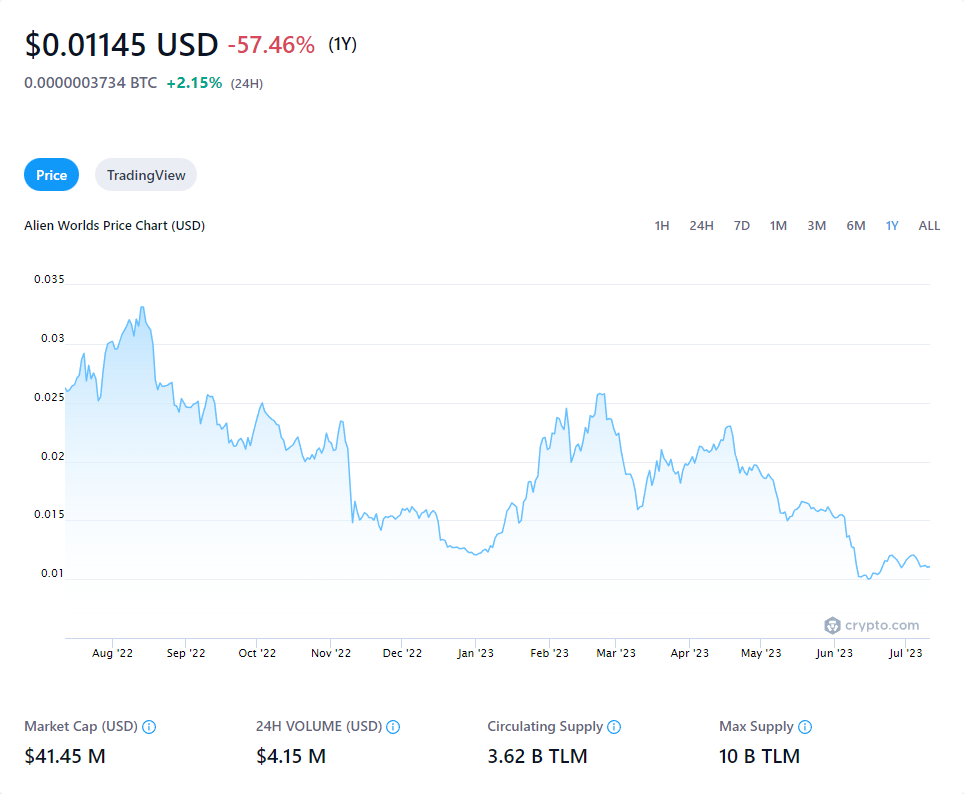 $0.01145 USD -57.46% (1Y)
0.0000003734 BTC +2.15% (24H)
Price TradingView
Alien Worlds Price Chart (USD) 1H 24H 7D 1M 3M 6M 1Y ALL
0.035
0.03
0.025
0.02
0.015
0.01
crypto.com
Aug '22 Sep '22 Oct '22 Nov '22 Dec '22 Jan '23 Feb '23 Mar '23 Apr '23 May '23 Jun '23 Jul '23
Market Cap (USD) 24H VOLUME (USD) Circulating Supply Max Supply
$41.45 M $4.15 M 3.62 B TLM 10 B TLM